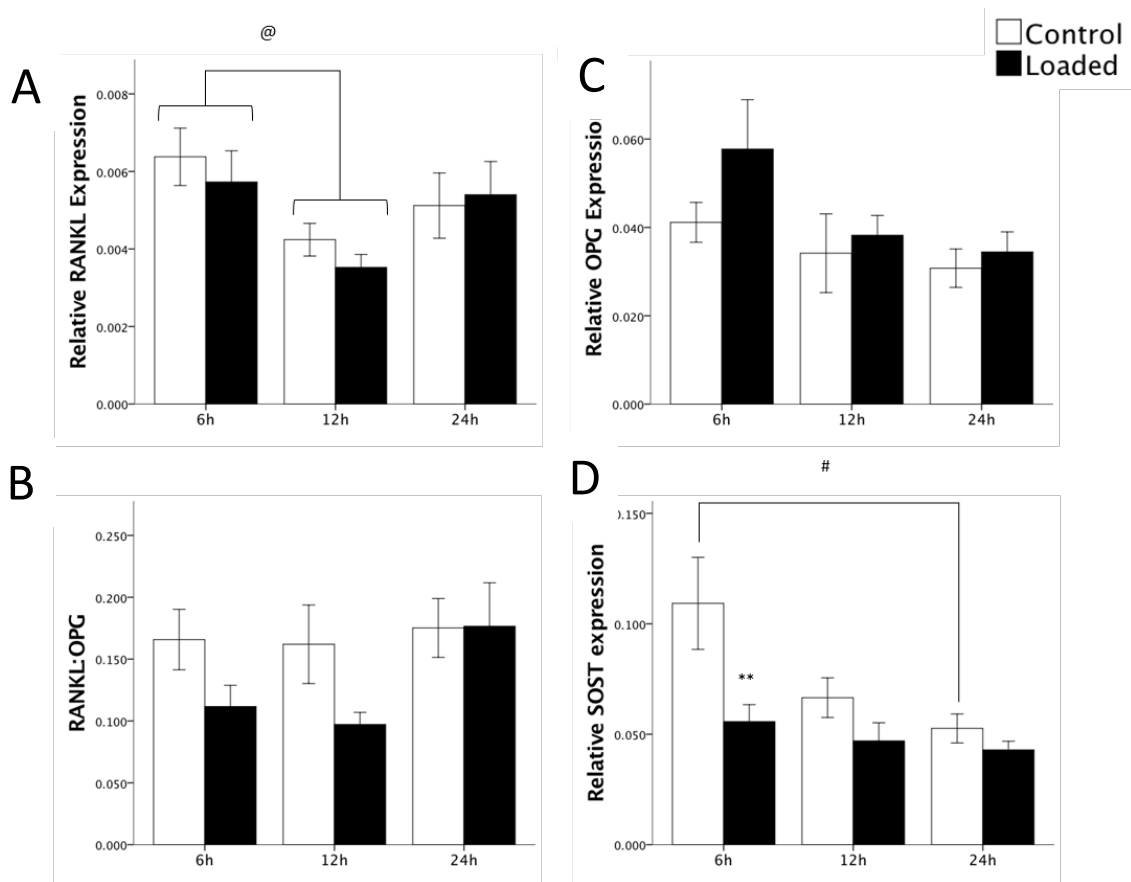 Control
Loaded
A
@
Relative RANKL Expression
0.008
0.006
0.004
0.002
0.000
6h
12h
24h
C
Relative OPG Expressio
0.060
0.040
0.020
0.000
6h
12h
24h
B
RANKL:OPG
0.250
0.200
0.150
0.100
0.050
0.000
6h
12h
24h
D
#
Relative SOST expression
).150
0.100
0.050
0.000
**
6h
12h
24h